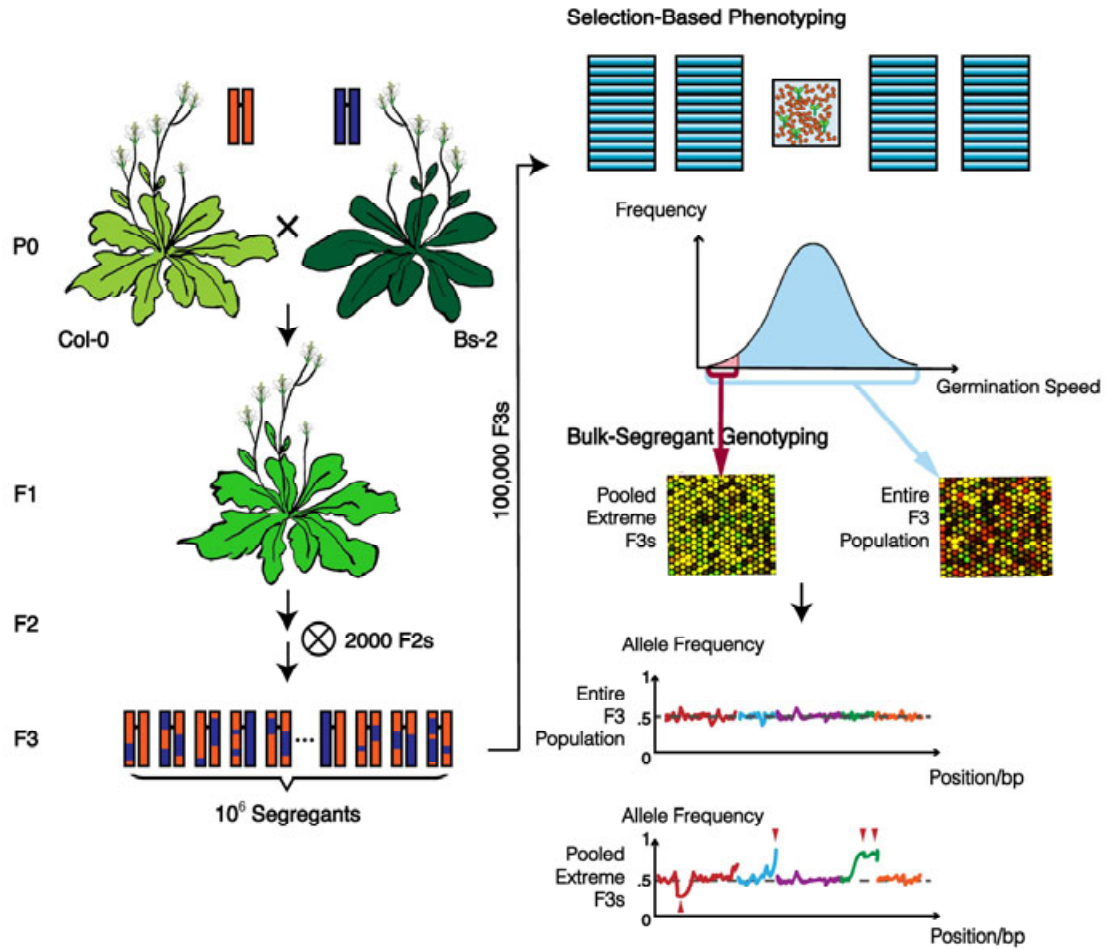 Selection-Based Phenotyping
P0
Col-0
Bs-2
F1
F2
2000 F2s
F3
...
10⁶ Segregants
100,000 F3s
Frequency
Germination Speed
Bulk-Segregant Genotyping
Pooled
Extreme
F3s
Entire
F3
Population
Allele Frequency
1
.5
0
Entire
F3
Population
Position/bp
Allele Frequency
1
.5
0
Pooled
Extreme
F3s
Position/bp